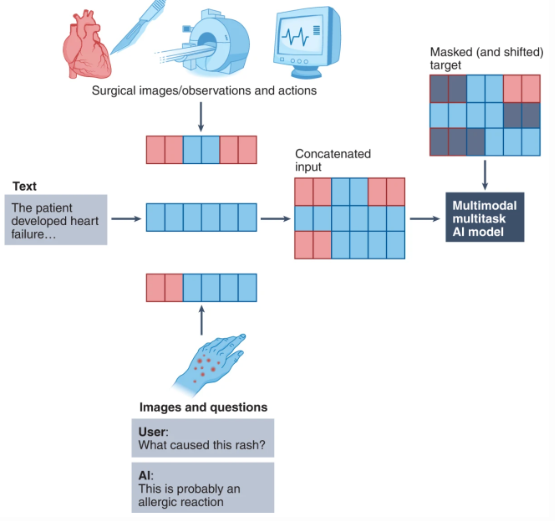 Surgical images/observations and actions
Masked (and shifted)
target
Concatenated
input
Text
The patient
developed heart
failure…
Multimodal
multitask
AI model
Images and questions
User:
What caused this rash?
AI:
This is probably an
allergic reaction